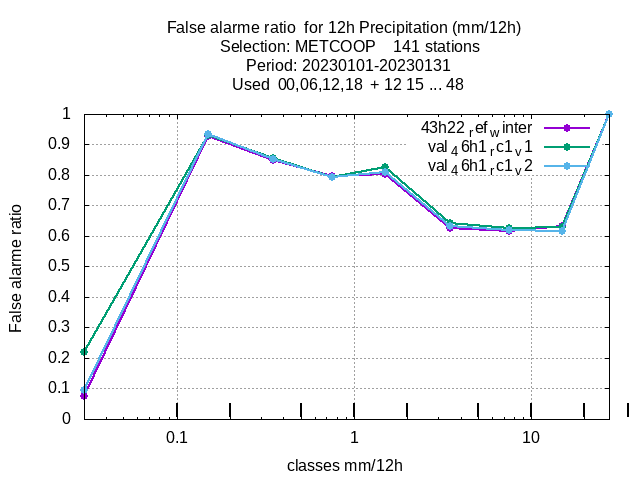 False alarme ratio  for 12h Precipitation (mm/12h)
Selection: METCOOP    141 stations
Period: 20230101-20230131
Used  00,06,12,18  + 12 15 ... 48
43h22_ref_winter
val_46h1_rc1_v1
val_46h1_rc1_v2
1
0.9
0.8
0.7
0.6
0.5
0.4
0.3
0.2
0.1
0
False alarme ratio
0.1 1 10
classes mm/12h